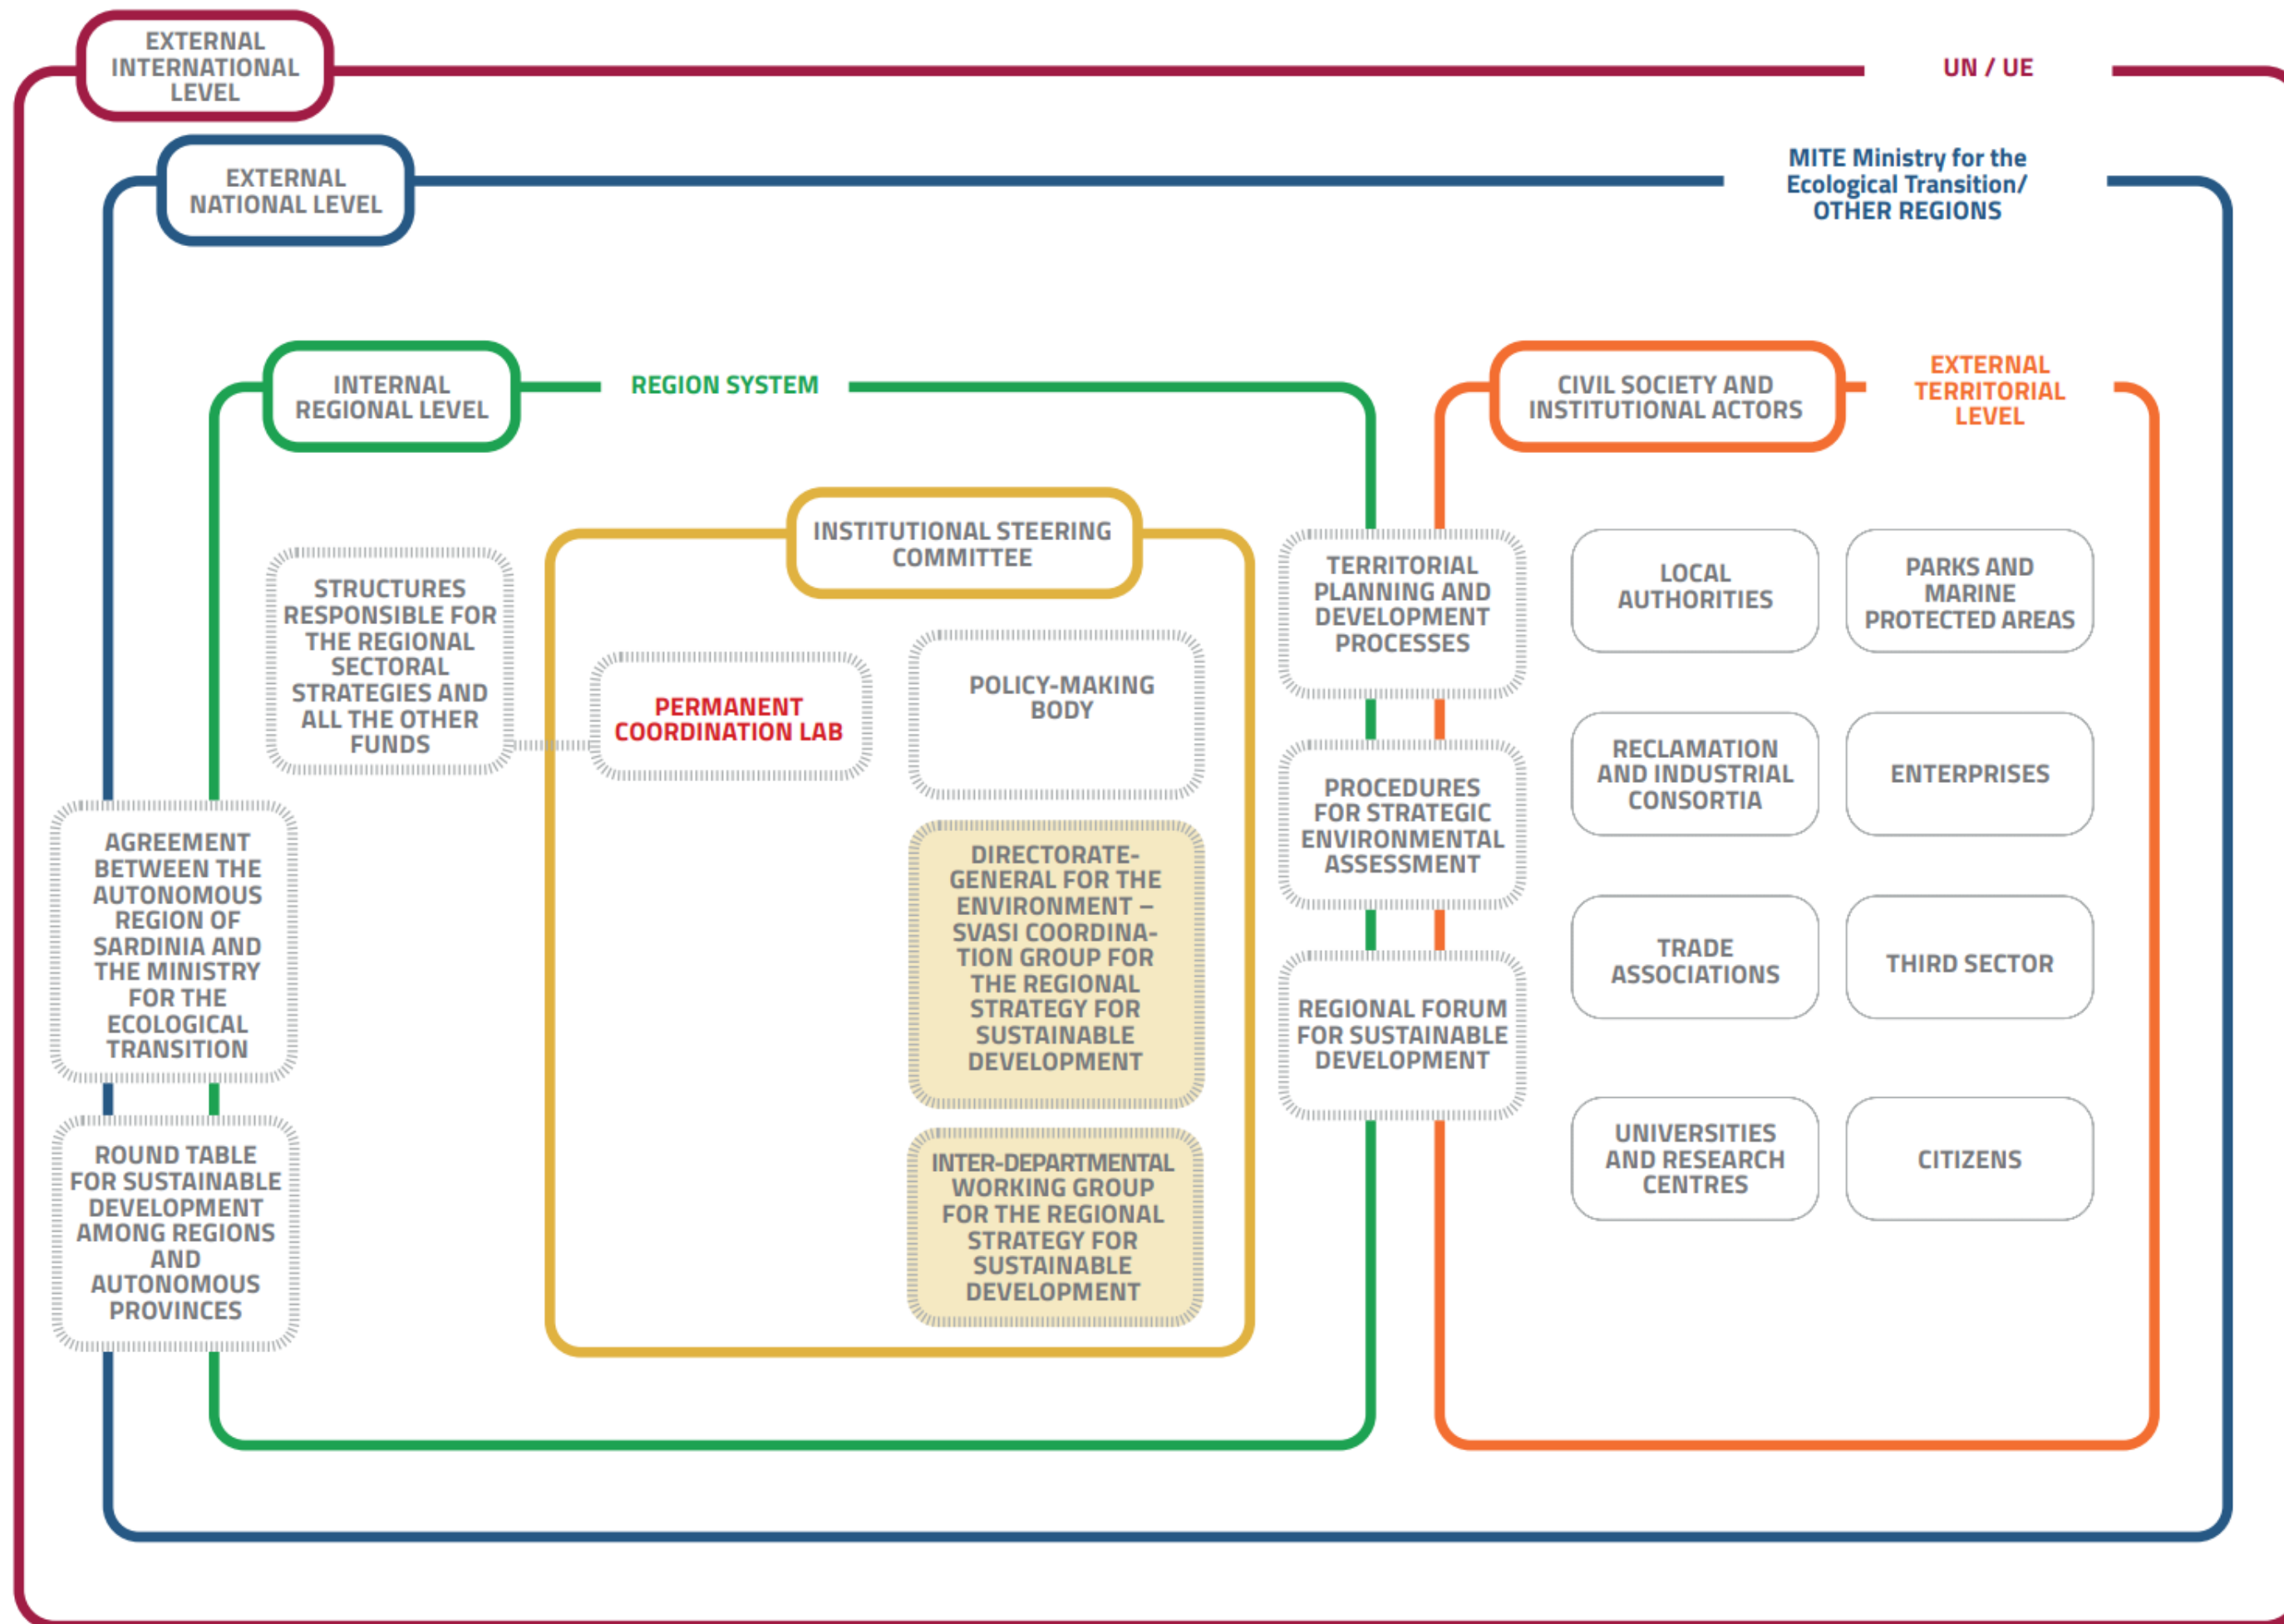 EXTERNAL
INTERNATIONAL
LEVEL
UN / UE
EXTERNAL
NATIONAL LEVEL
MITE Ministry for the
Ecological Transition/
OTHER REGIONS
INTERNAL
REGIONAL LEVEL
REGION SYSTEM
CIVIL SOCIETY AND
INSTITUTIONAL ACTORS
EXTERNAL
TERRITORIAL
LEVEL
STRUCTURES
RESPONSIBLE FOR
THE REGIONAL
SECTORAL
STRATEGIES AND
ALL THE OTHER
FUNDS
INSTITUTIONAL STEERING
COMMITTEE
PERMANENT
COORDINATION LAB
POLICY-MAKING
BODY
DIRECTORATE-
GENERAL FOR THE
ENVIRONMENT –
SVASI COORDINA-
TION GROUP FOR
THE REGIONAL
STRATEGY FOR
SUSTAINABLE
DEVELOPMENT
INTER-DEPARTMENTAL
WORKING GROUP
FOR THE REGIONAL
STRATEGY FOR
SUSTAINABLE
DEVELOPMENT
AGREEMENT
BETWEEN THE
AUTONOMOUS
REGION OF
SARDINIA AND
THE MINISTRY
FOR THE
ECOLOGICAL
TRANSITION
ROUND TABLE
FOR SUSTAINABLE
DEVELOPMENT
AMONG REGIONS
AND
AUTONOMOUS
PROVINCES
TERRITORIAL
PLANNING AND
DEVELOPMENT
PROCESSES
PROCEDURES
FOR STRATEGIC
ENVIRONMENTAL
ASSESSMENT
REGIONAL FORUM
FOR SUSTAINABLE
DEVELOPMENT
LOCAL
AUTHORITIES
PARKS AND
MARINE
PROTECTED AREAS
RECLAMATION
AND INDUSTRIAL
CONSORTIA
ENTERPRISES
TRADE
ASSOCIATIONS
THIRD SECTOR
UNIVERSITIES
AND RESEARCH
CENTRES
CITIZENS